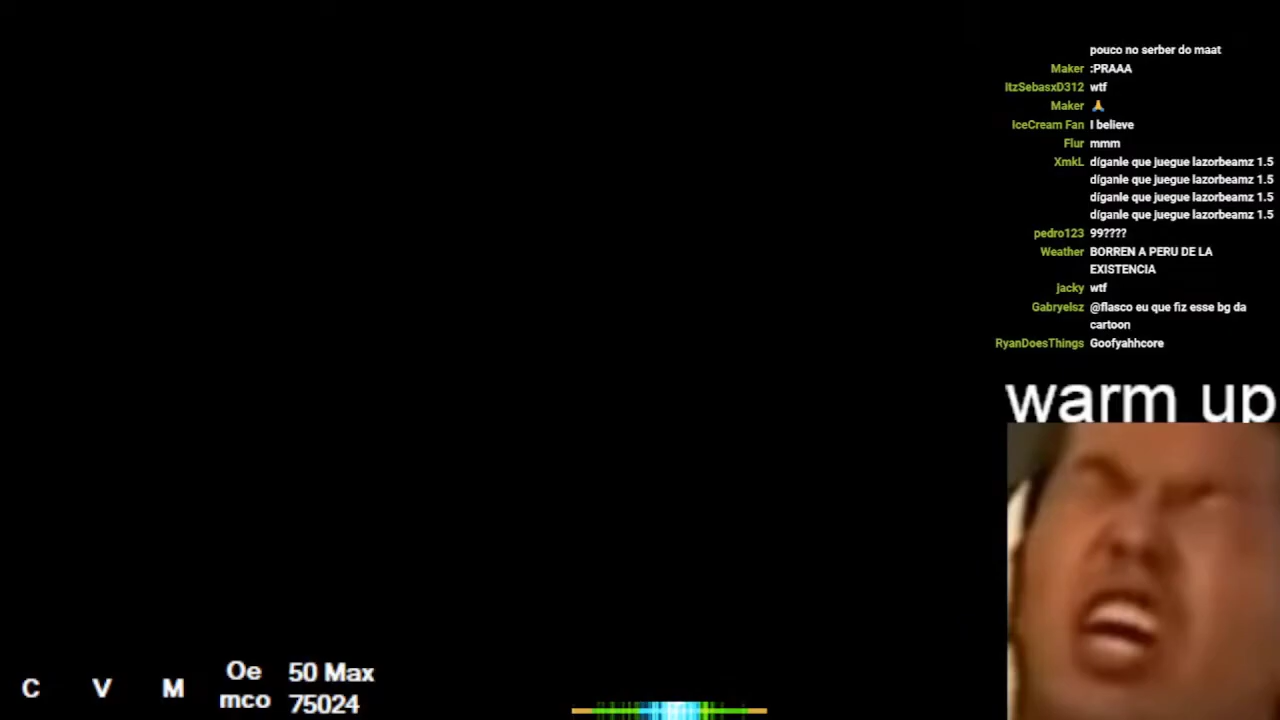 pouco no serber do maat
Maker :PRAAA
ItzSebasxD312 wtf
Maker 🙏
IceCream Fan I believe
Flur mmm
XmkL díganle que juegue lazorbeamz 1.5
díganle que juegue lazorbeamz 1.5
díganle que juegue lazorbeamz 1.5
díganle que juegue lazorbeamz 1.5
pedro123 99????
Weather BORREN A PERU DE LA
EXISTENCIA
jacky wtf
Gabryelsz @flasco eu que fiz esse bg da
cartoon
RyanDoesThings Goofyahhcore
warm up
C V M
Oe
mco
50 Max
75024